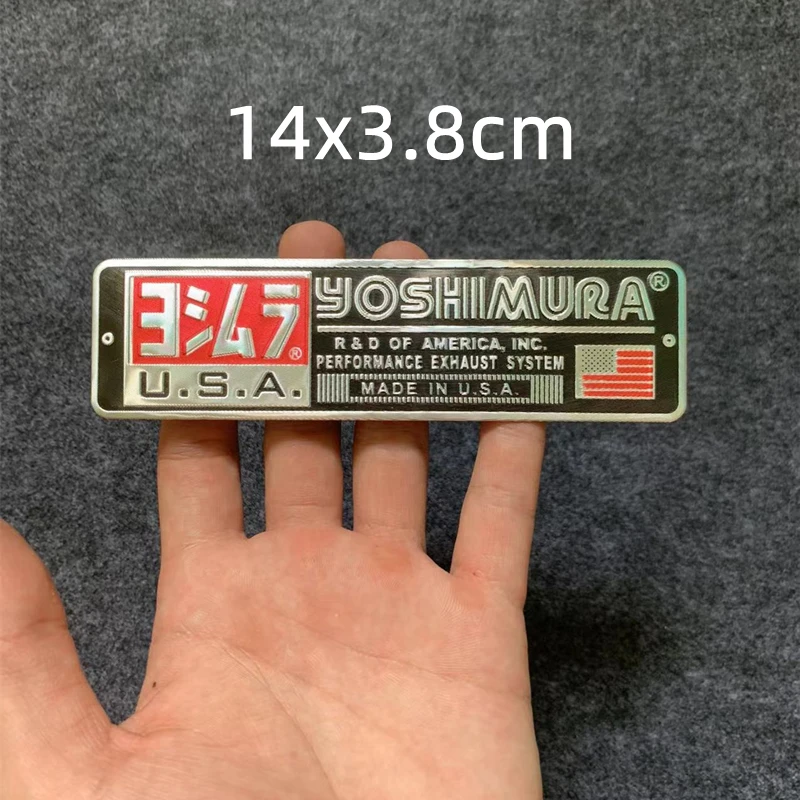 14x3.8cm
ヨシムラ®
U.S.A.
YOSHIMURA®
R & D OF AMERICA, INC.
PERFORMANCE EXHAUST SYSTEM
MADE IN U.S.A.